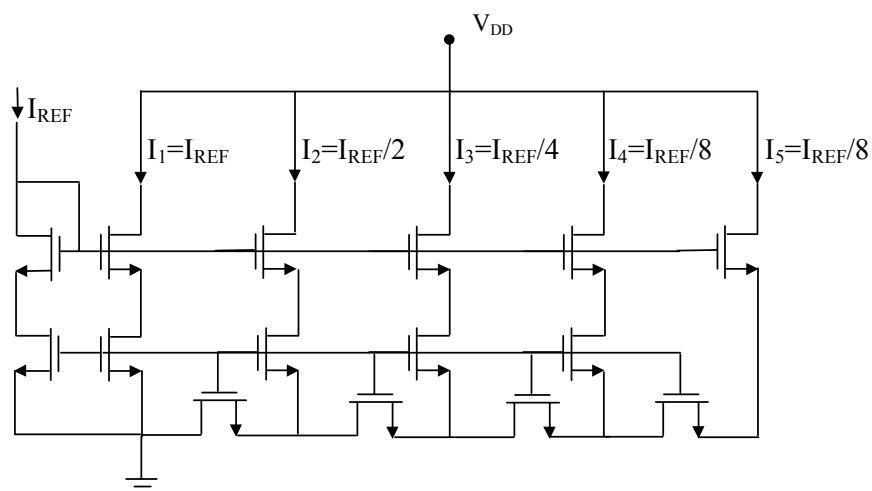 V_DD
I_REF
I_1=I_REF
I_2=I_REF/2
I_3=I_REF/4
I_4=I_REF/8
I_5=I_REF/8